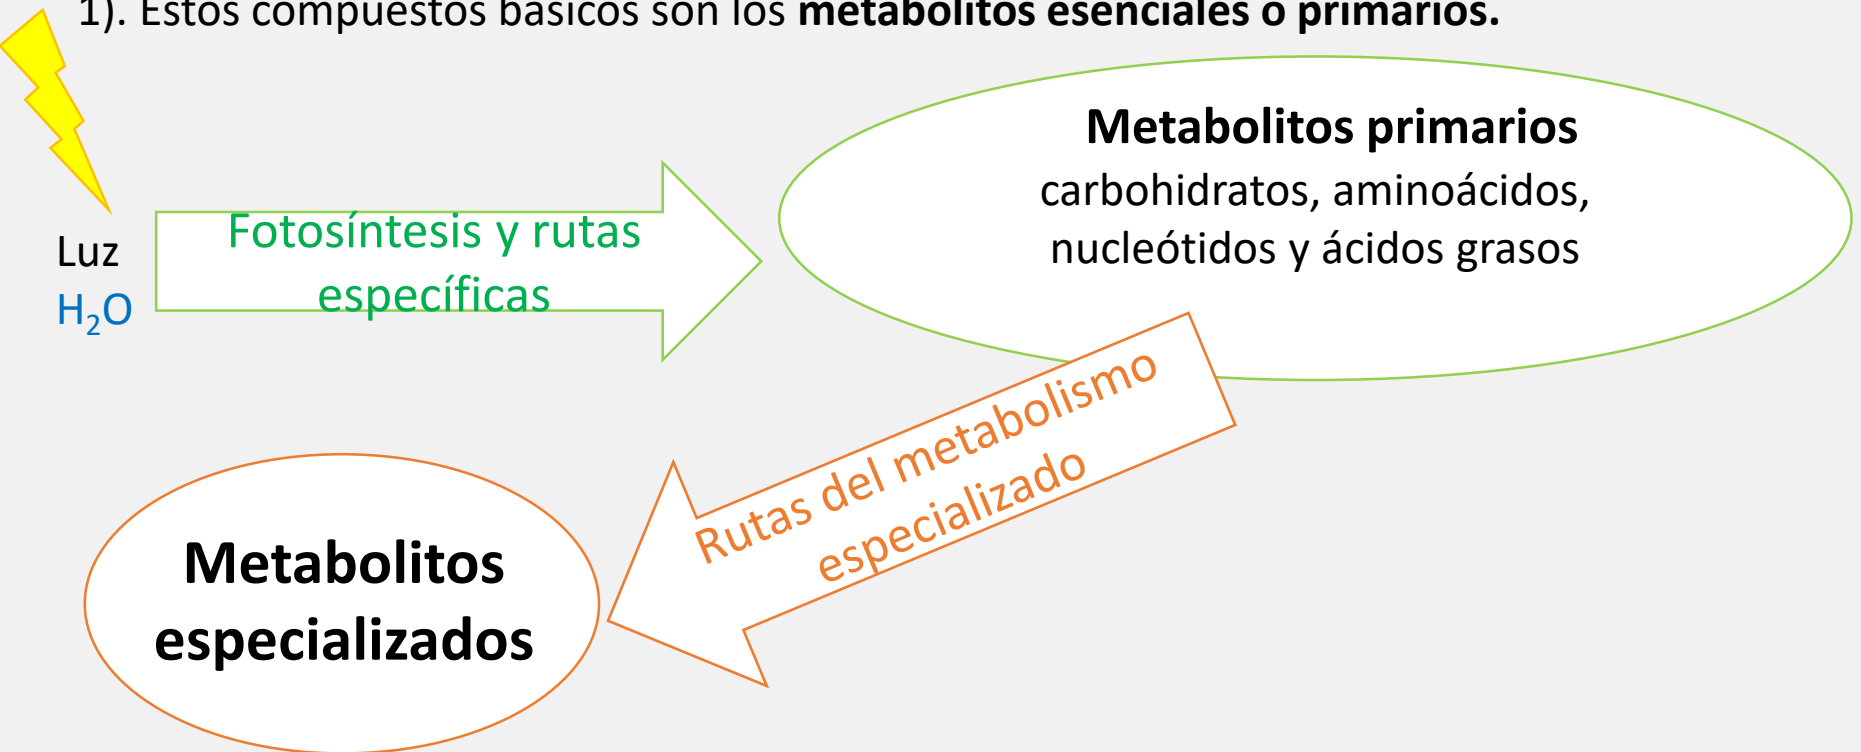 1). Estos compuestos básicos son los metabolitos esenciales o primarios.
Metabolitos primarios
carbohidratos, aminoácidos,
nucleótidos y ácidos grasos
Fotosíntesis y rutas
específicas
Luz
H₂O
Rutas del metabolismo
especializado
Metabolitos
especializados